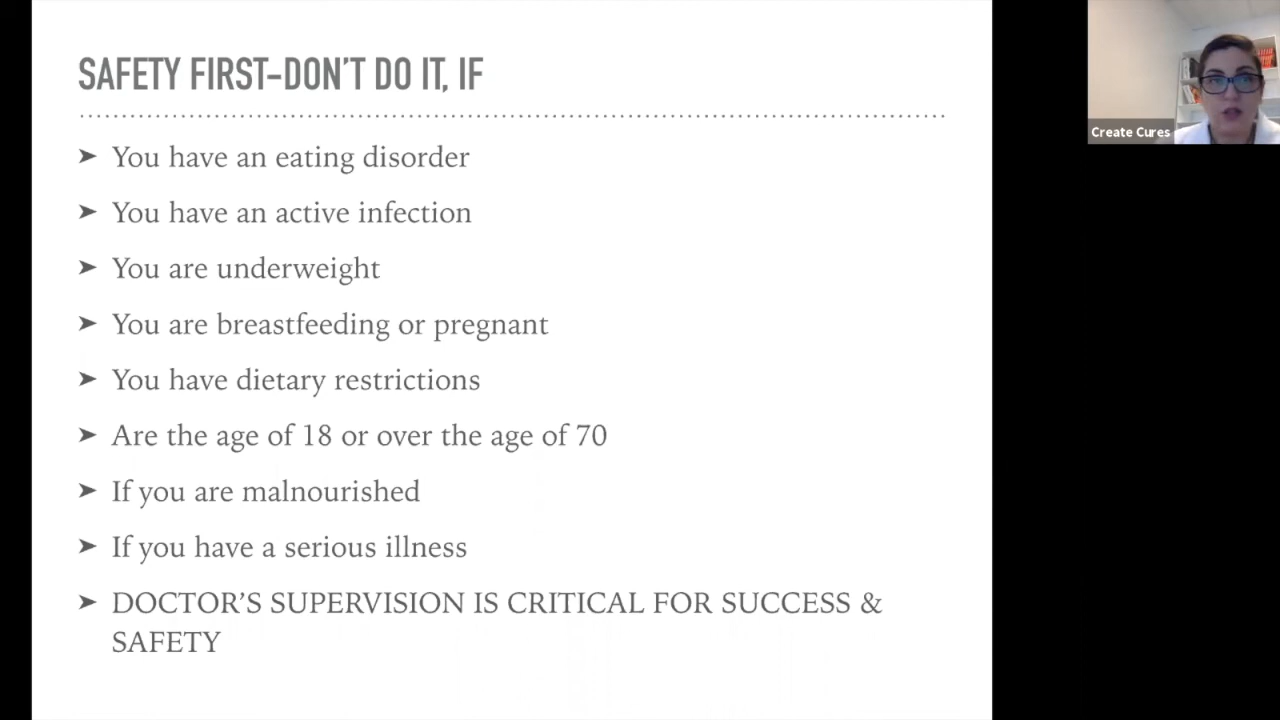 SAFETY FIRST-DON'T DO IT, IF
➤ You have an eating disorder
➤ You have an active infection
➤ You are underweight
➤ You are breastfeeding or pregnant
➤ You have dietary restrictions
➤ Are the age of 18 or over the age of 70
➤ If you are malnourished
➤ If you have a serious illness
➤ DOCTOR'S SUPERVISION IS CRITICAL FOR SUCCESS &
SAFETY
Create Cures